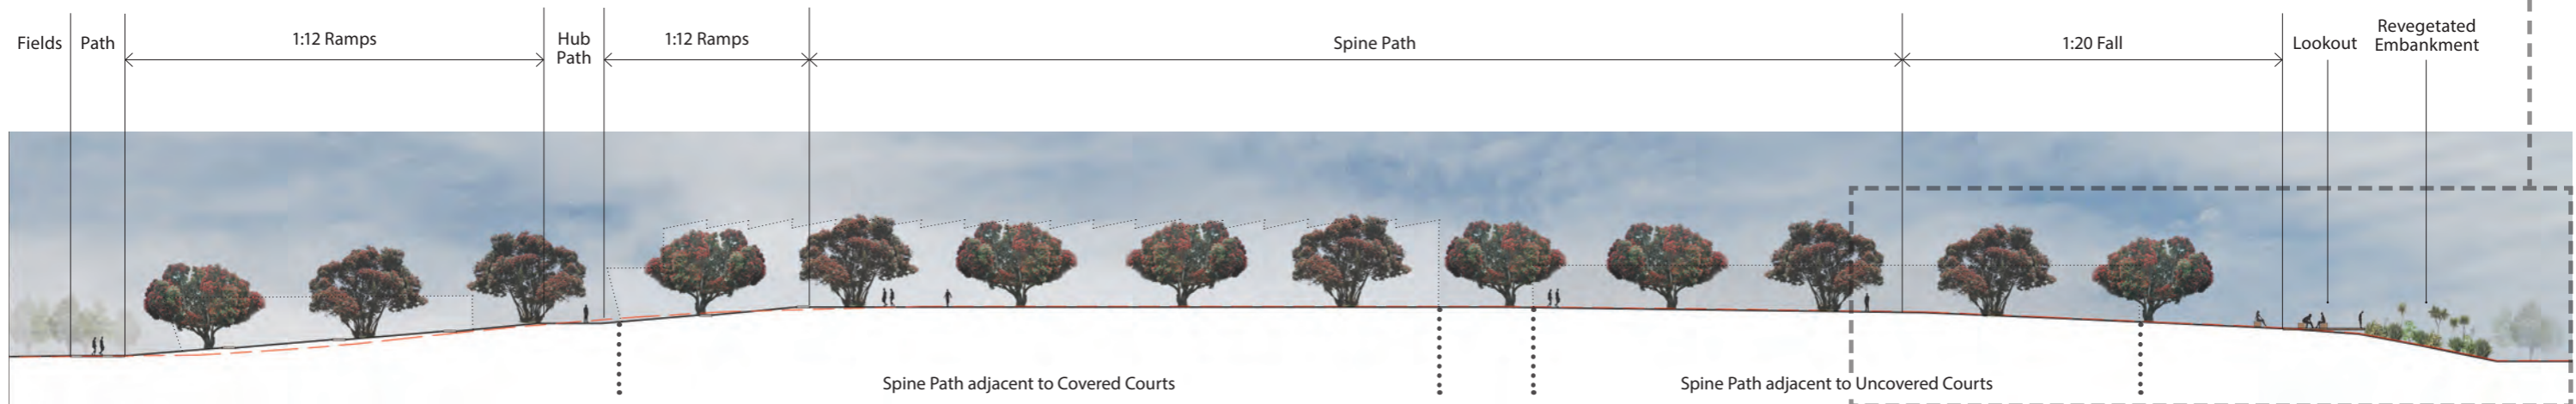 Fields
Path
1:12 Ramps
Hub
Path
1:12 Ramps
Spine Path
1:20 Fall
Lookout
Revegetated
Embankment
Spine Path adjacent to Covered Courts
Spine Path adjacent to Uncovered Courts